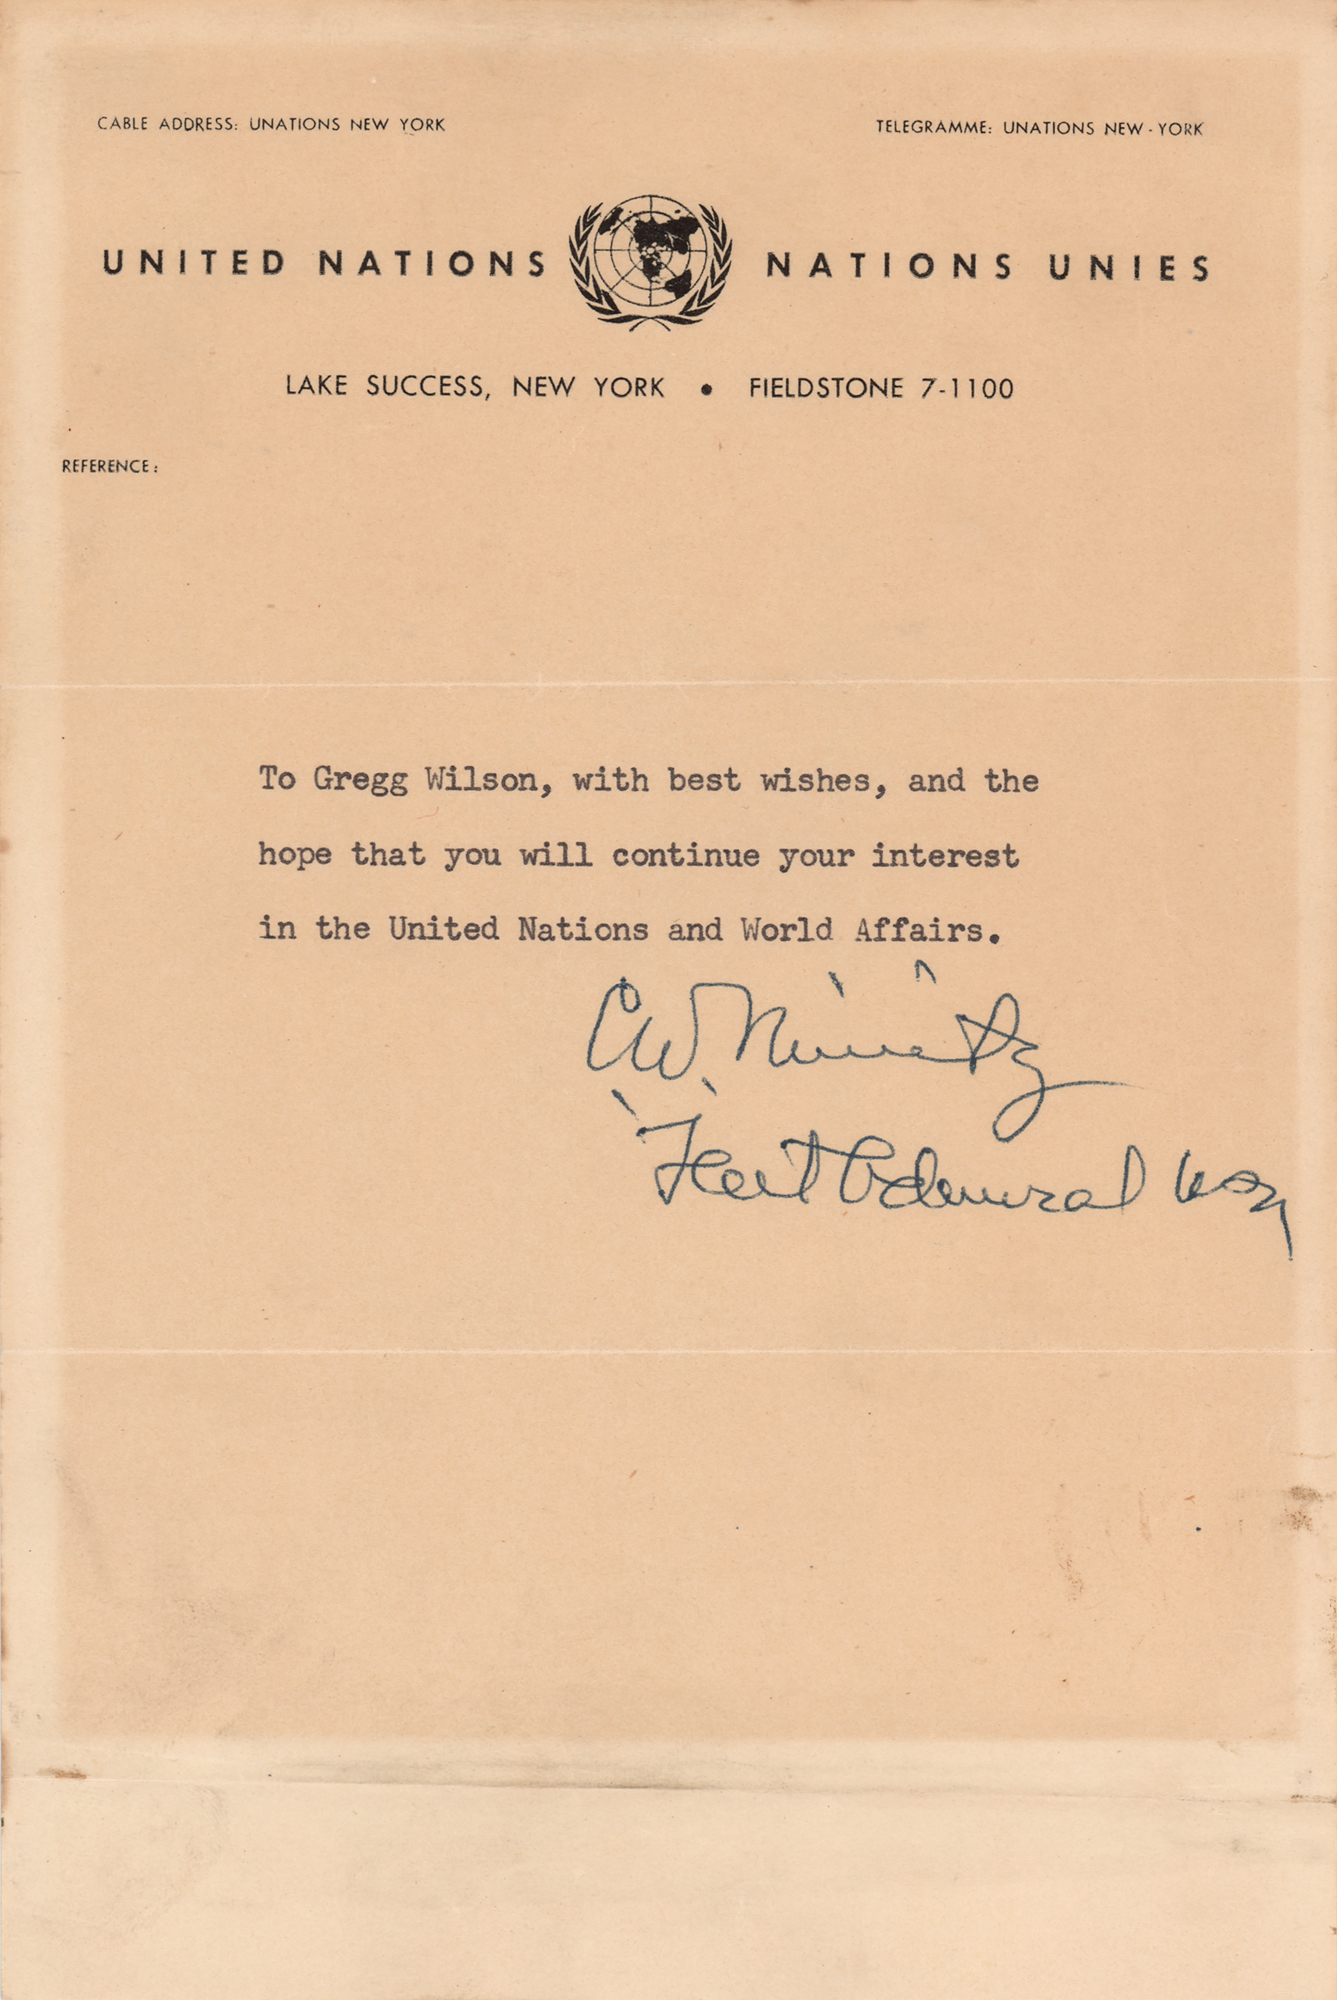 CABLE ADDRESS: UNATIONS NEW YORK
TELEGRAMME: UNATIONS NEW-YORK
UNITED NATIONS NATIONS UNIES
LAKE SUCCESS, NEW YORK • FIELDSTONE 7-1100
REFERENCE:
To Gregg Wilson, with best wishes, and the
hope that you will continue your interest
in the United Nations and World Affairs.
C.W. Nimitz
Fleet Admiral USN